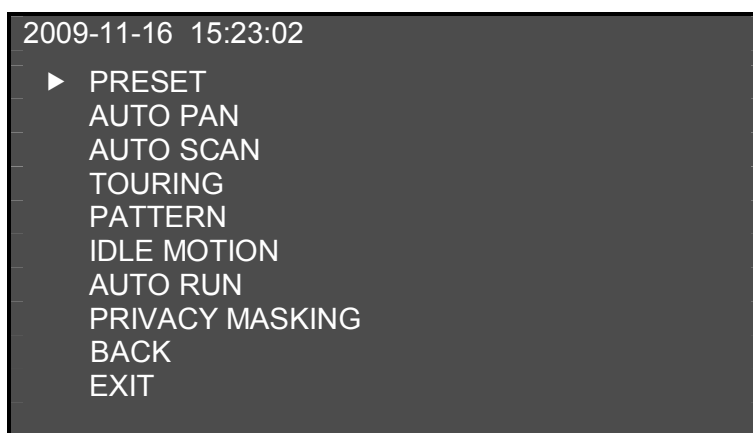 2009-11-16 15:23:02
▶ PRESET
AUTO PAN
AUTO SCAN
TOURING
PATTERN
IDLE MOTION
AUTO RUN
PRIVACY MASKING
BACK
EXIT